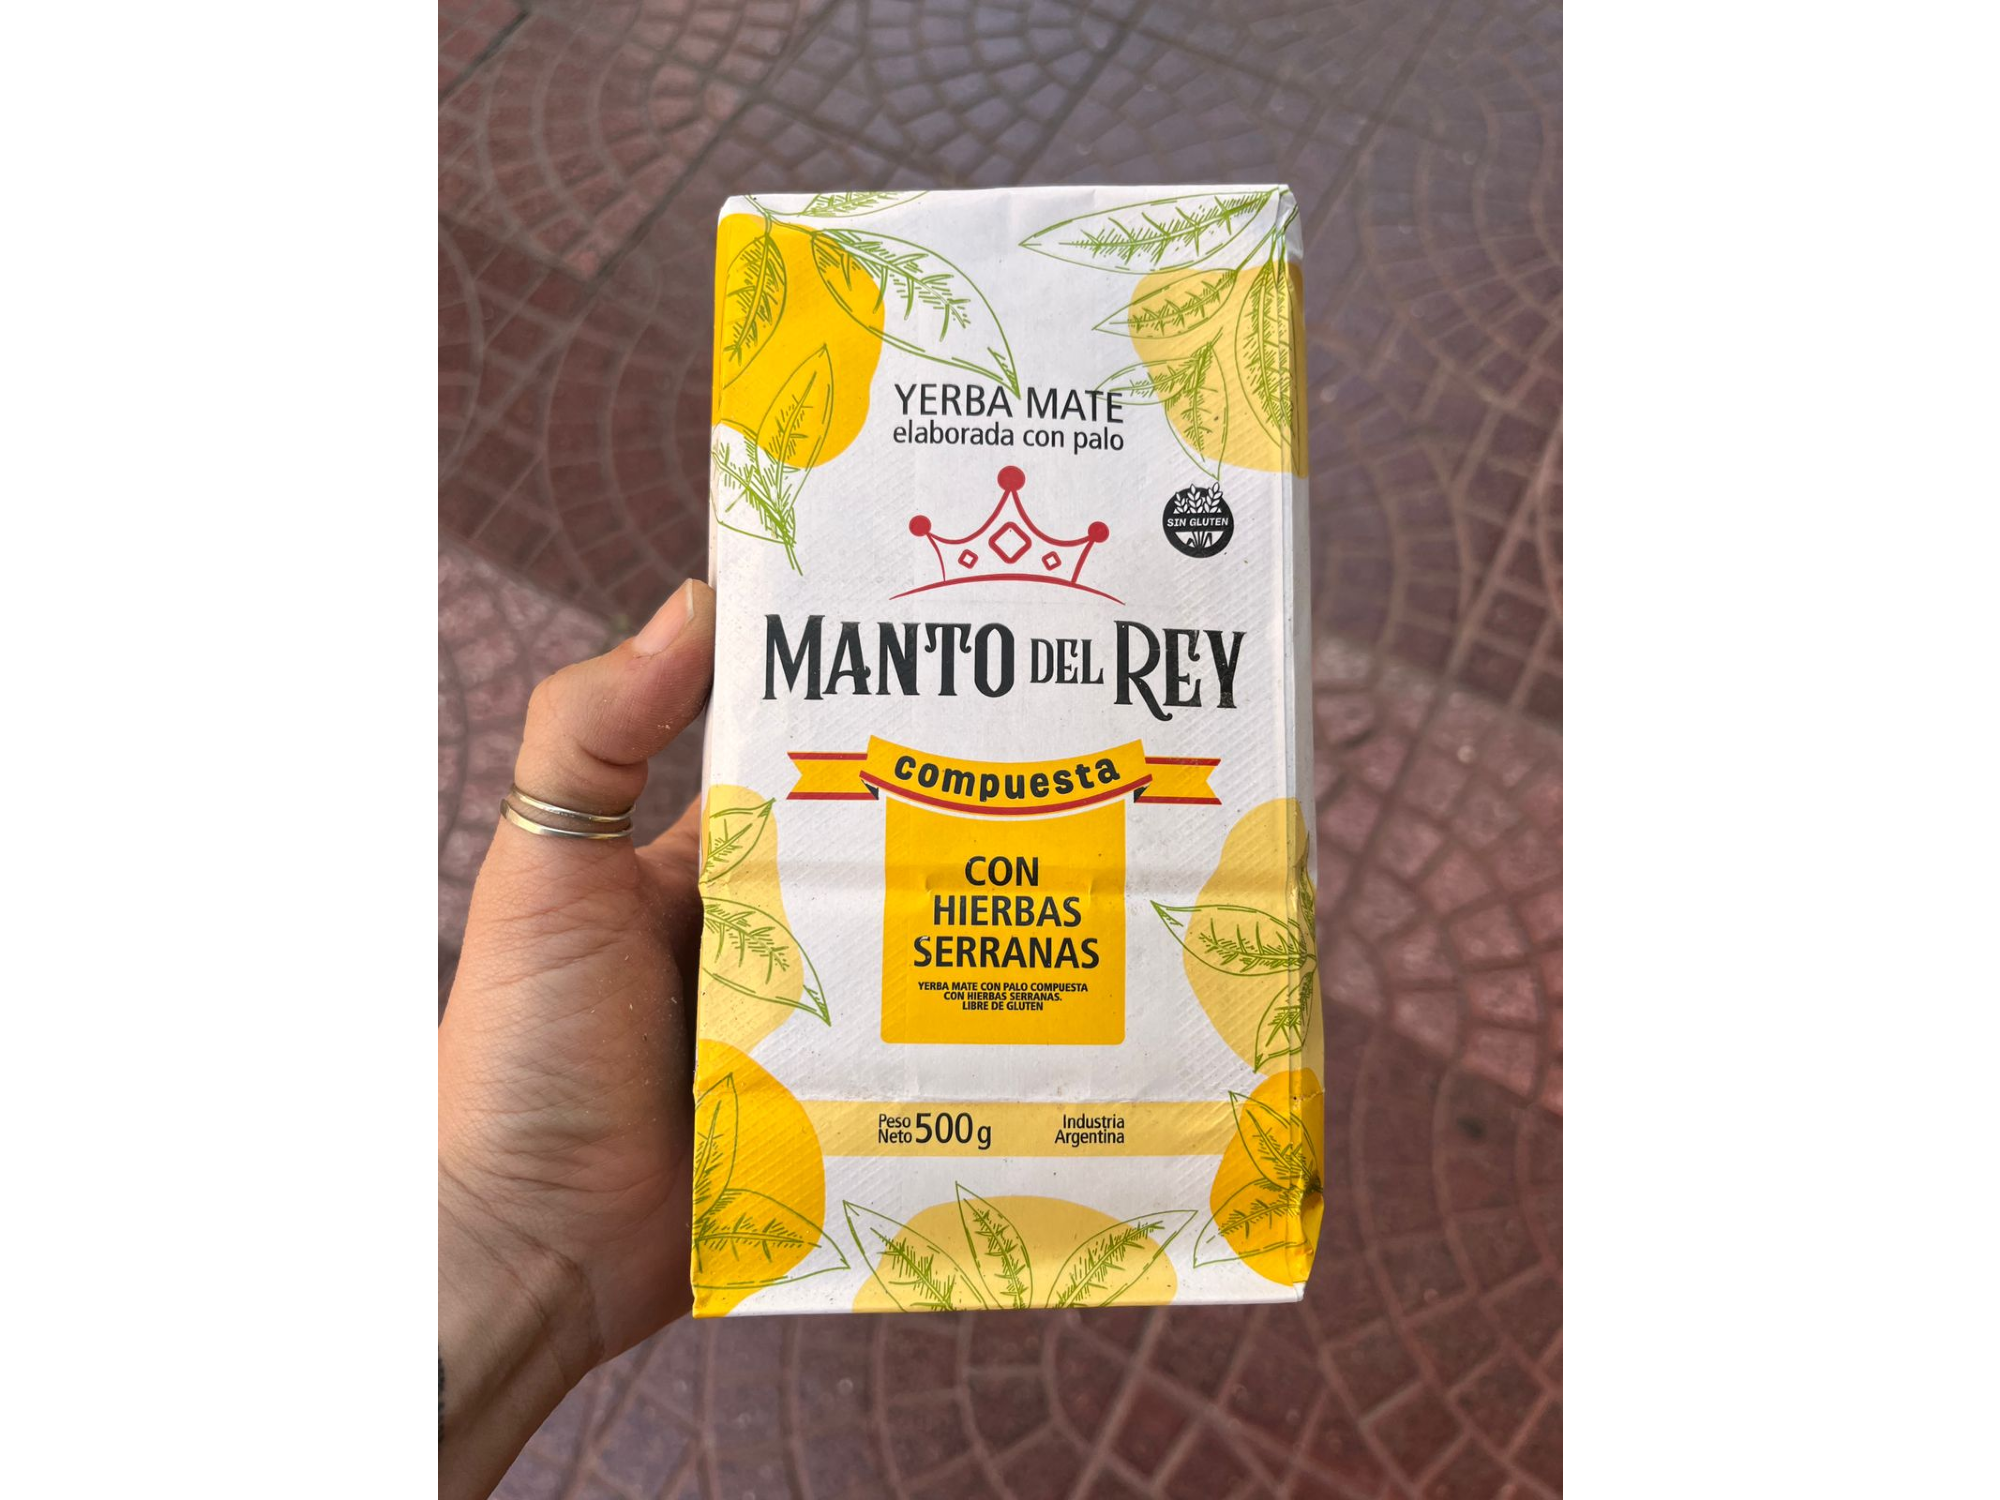 YERBA MATE
elaborada con palo
SIN GLUTEN
MANTO DEL REY
compuesta
CON
HIERBAS
SERRANAS
YERBA MATE CON PALO COMPUESTA
CON HIERBAS SERRANAS.
LIBRE DE GLUTEN
Peso
Neto 500g
Industria
Argentina